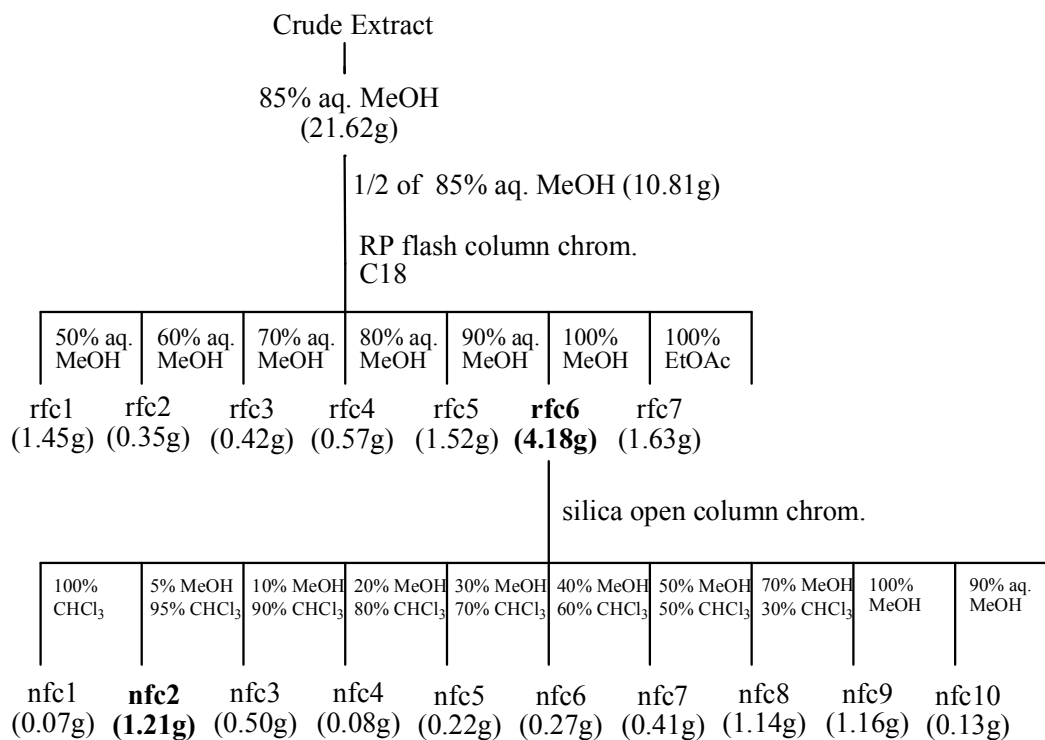 Crude Extract
85% aq. MeOH
(21.62g)
1/2 of 85% aq. MeOH (10.81g)
RP flash column chrom.
C18
50% aq. MeOH
60% aq. MeOH
70% aq. MeOH
80% aq. MeOH
90% aq. MeOH
100% MeOH
100% EtOAc
rfc1 (1.45g)
rfc2 (0.35g)
rfc3 (0.42g)
rfc4 (0.57g)
rfc5 (1.52g)
rfc6 (4.18g)
rfc7 (1.63g)
silica open column chrom.
100% CHCl₃
5% MeOH 95% CHCl₃
10% MeOH 90% CHCl₃
20% MeOH 80% CHCl₃
30% MeOH 70% CHCl₃
40% MeOH 60% CHCl₃
50% MeOH 50% CHCl₃
70% MeOH 30% CHCl₃
100% MeOH
90% aq. MeOH
nfc1 (0.07g)
nfc2 (1.21g)
nfc3 (0.50g)
nfc4 (0.08g)
nfc5 (0.22g)
nfc6 (0.27g)
nfc7 (0.41g)
nfc8 (1.14g)
nfc9 (1.16g)
nfc10 (0.13g)